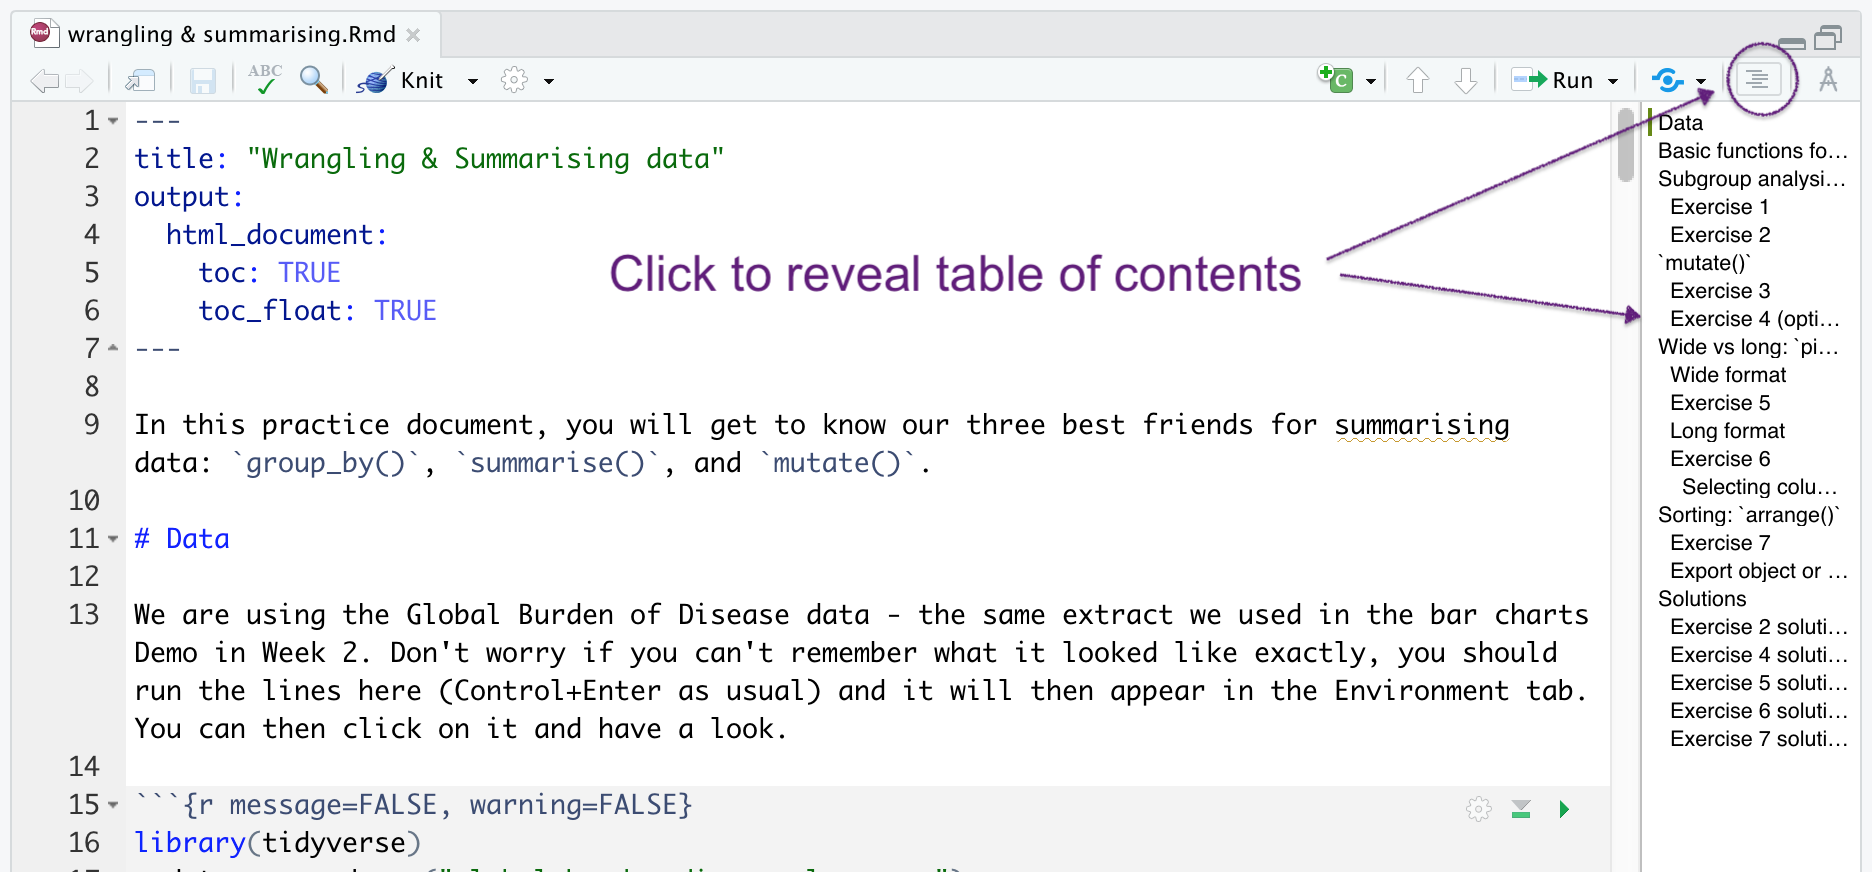 wrangling & summarising.Rmd
ABC
Knit
C
Run
1 ---
2 title: "Wrangling & Summarising data"
3 output:
4   html_document:
5     toc: TRUE
6     toc_float: TRUE
7 ---
8
9 In this practice document, you will get to know our three best friends for summarising
data: `group_by()`, `summarise()`, and `mutate()`.
10
11 # Data
12
13 We are using the Global Burden of Disease data - the same extract we used in the bar charts
Demo in Week 2. Don't worry if you can't remember what it looked like exactly, you should
run the lines here (Control+Enter as usual) and it will then appear in the Environment tab.
You can then click on it and have a look.
14
15 ```{r message=FALSE, warning=FALSE}
16 library(tidyverse)
Click to reveal table of contents
Data
Basic functions fo...
Subgroup analysi...
Exercise 1
Exercise 2
`mutate()`
Exercise 3
Exercise 4 (opti...
Wide vs long: `pi...
Wide format
Exercise 5
Long format
Exercise 6
Selecting colu...
Sorting: `arrange()`
Exercise 7
Export object or ...
Solutions
Exercise 2 soluti...
Exercise 4 soluti...
Exercise 5 soluti...
Exercise 6 soluti...
Exercise 7 soluti...